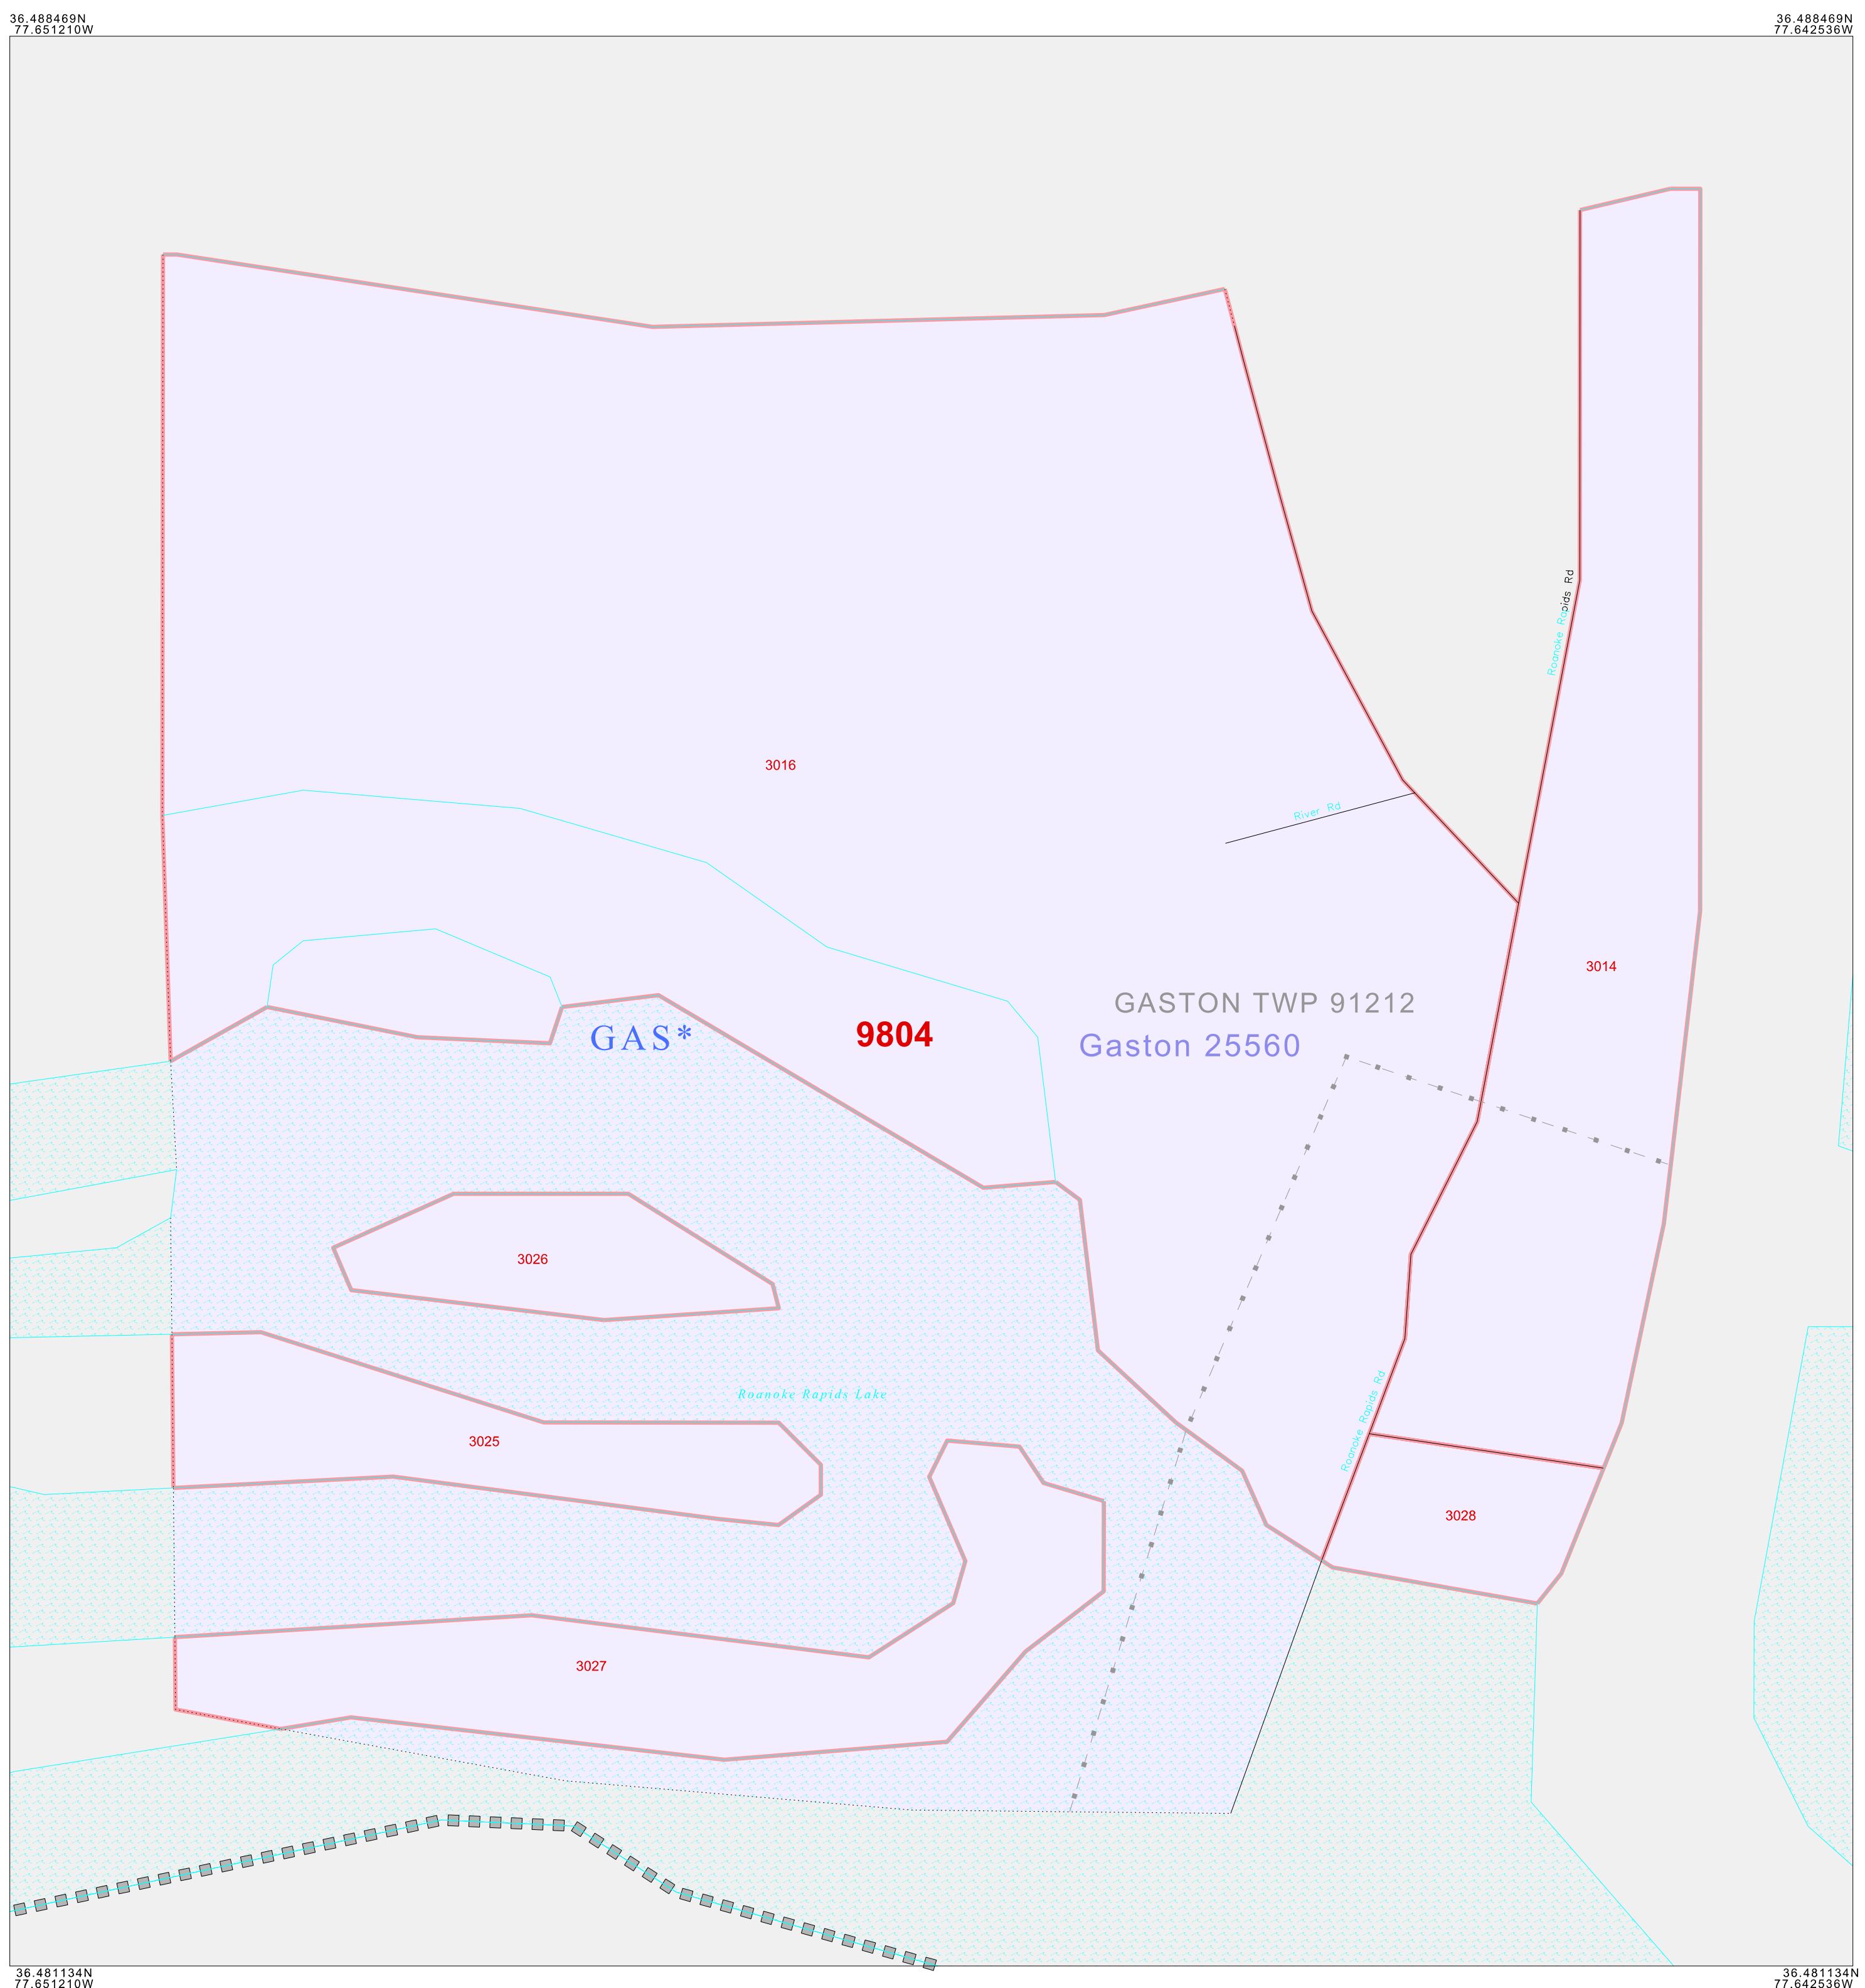 36.488469N
77.651210W
36.488469N
77.642536W
Roanoke Rapids Rd
3016
River Rd
3014
GASTON TWP 91212
GAS*
9804
Gaston 25560
3026
Roanoke Rapids Lake
Roanoke Rapids Rd
3025
3028
3027
36.481134N
77.651210W
36.481134N
77.642536W